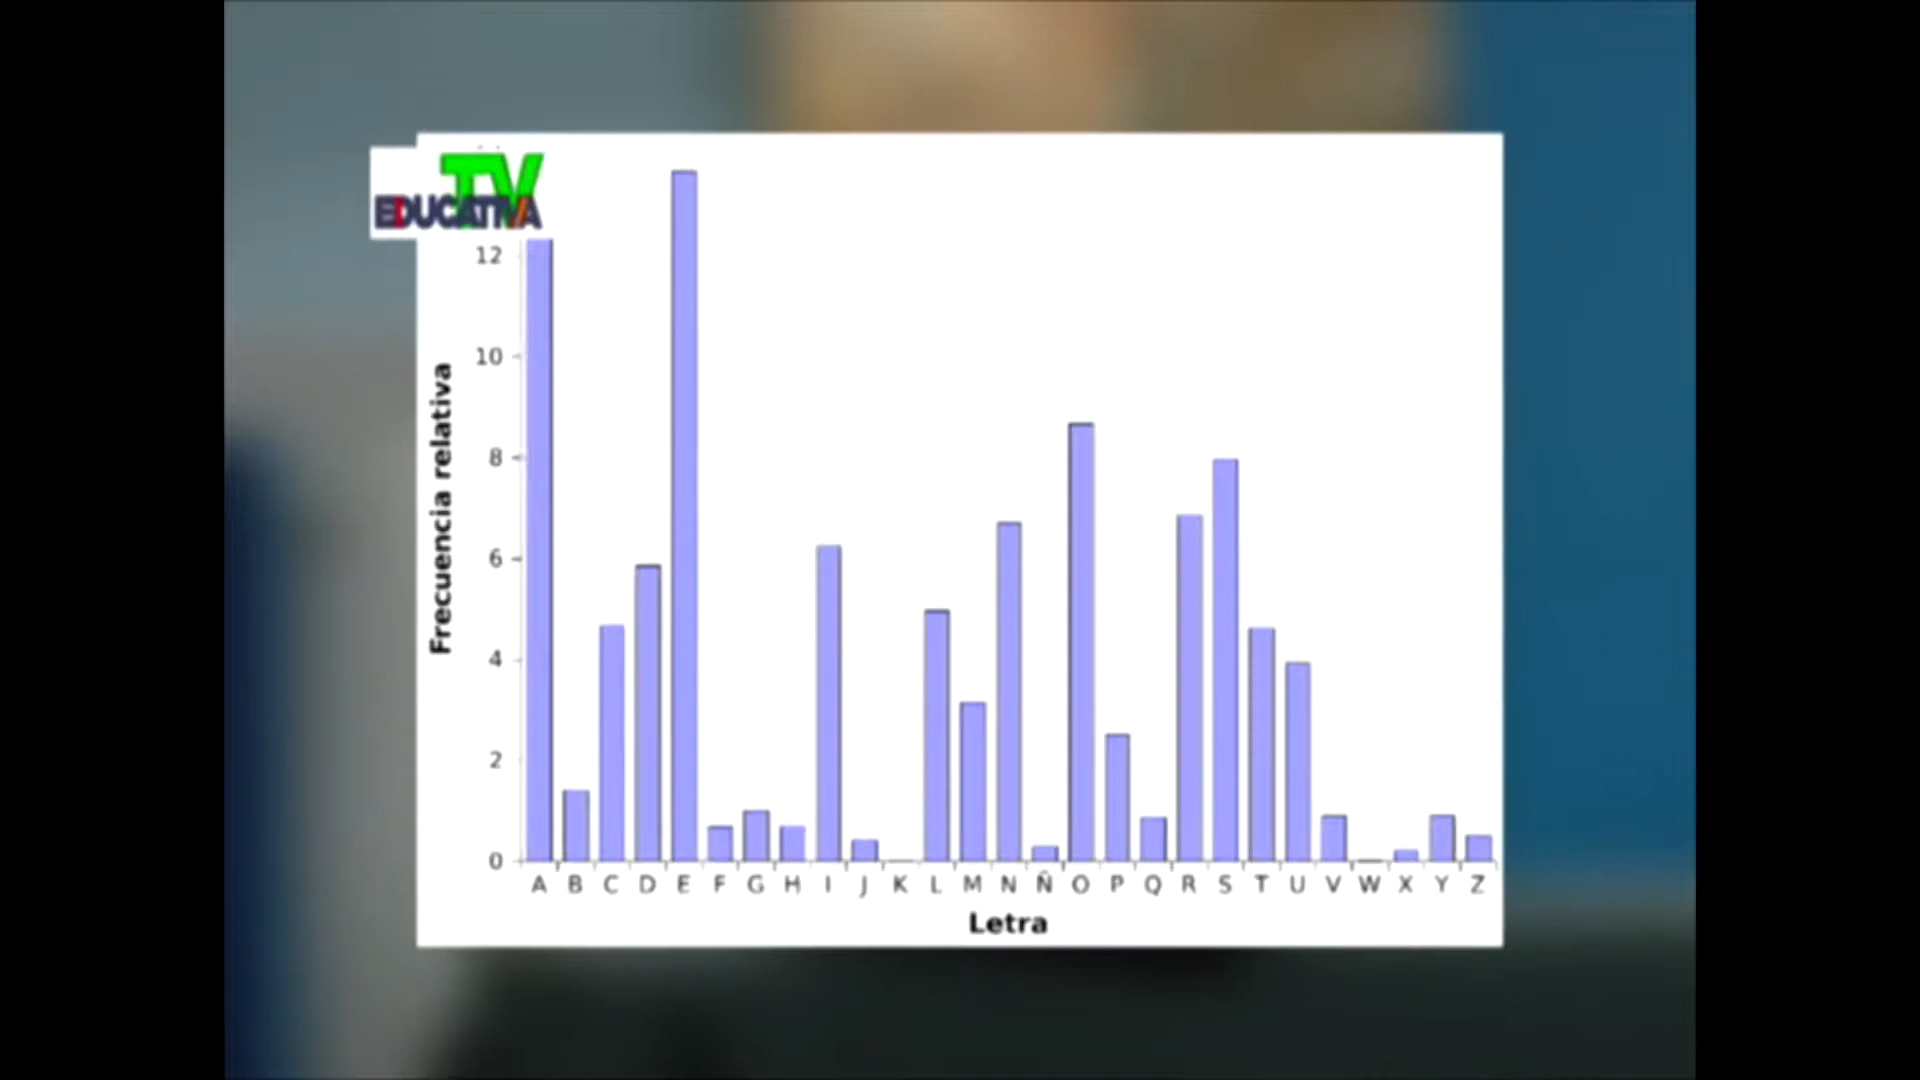 TV
EDUCATIVA
12
10
8
6
4
2
0
Frecuencia relativa
A B C D E F G H I J K L M N Ñ O P Q R S T U V W X Y Z
Letra